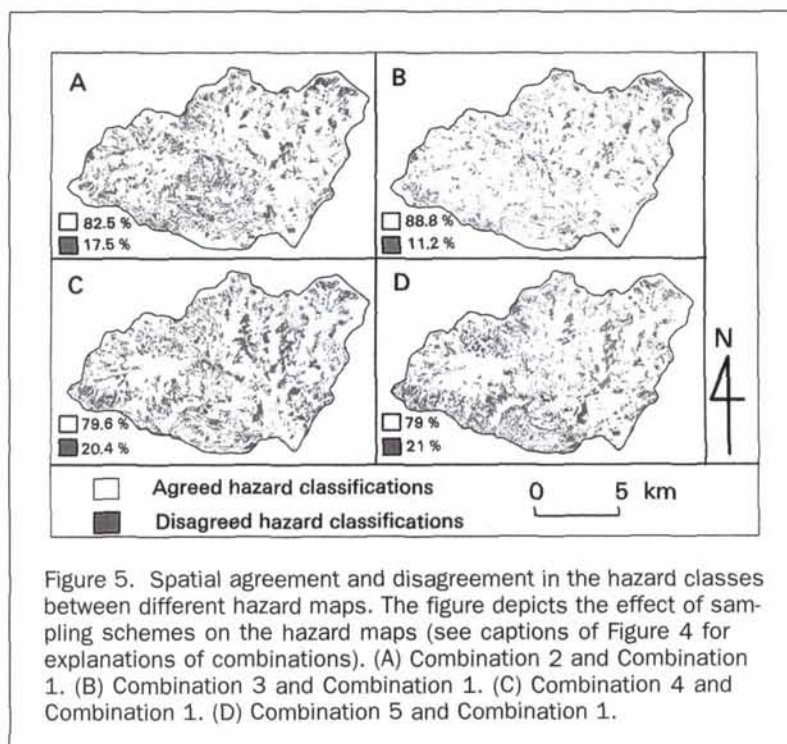 A
82.5 %
17.5 %
B
88.8 %
11.2 %
C
79.6 %
20.4 %
D
79 %
21 %
N
Agreed hazard classifications
Disagreed hazard classifications
0 5 km
Figure 5. Spatial agreement and disagreement in the hazard classes
between different hazard maps. The figure depicts the effect of sam-
pling schemes on the hazard maps (see captions of Figure 4 for
explanations of combinations). (A) Combination 2 and Combination
1. (B) Combination 3 and Combination 1. (C) Combination 4 and
Combination 1. (D) Combination 5 and Combination 1.